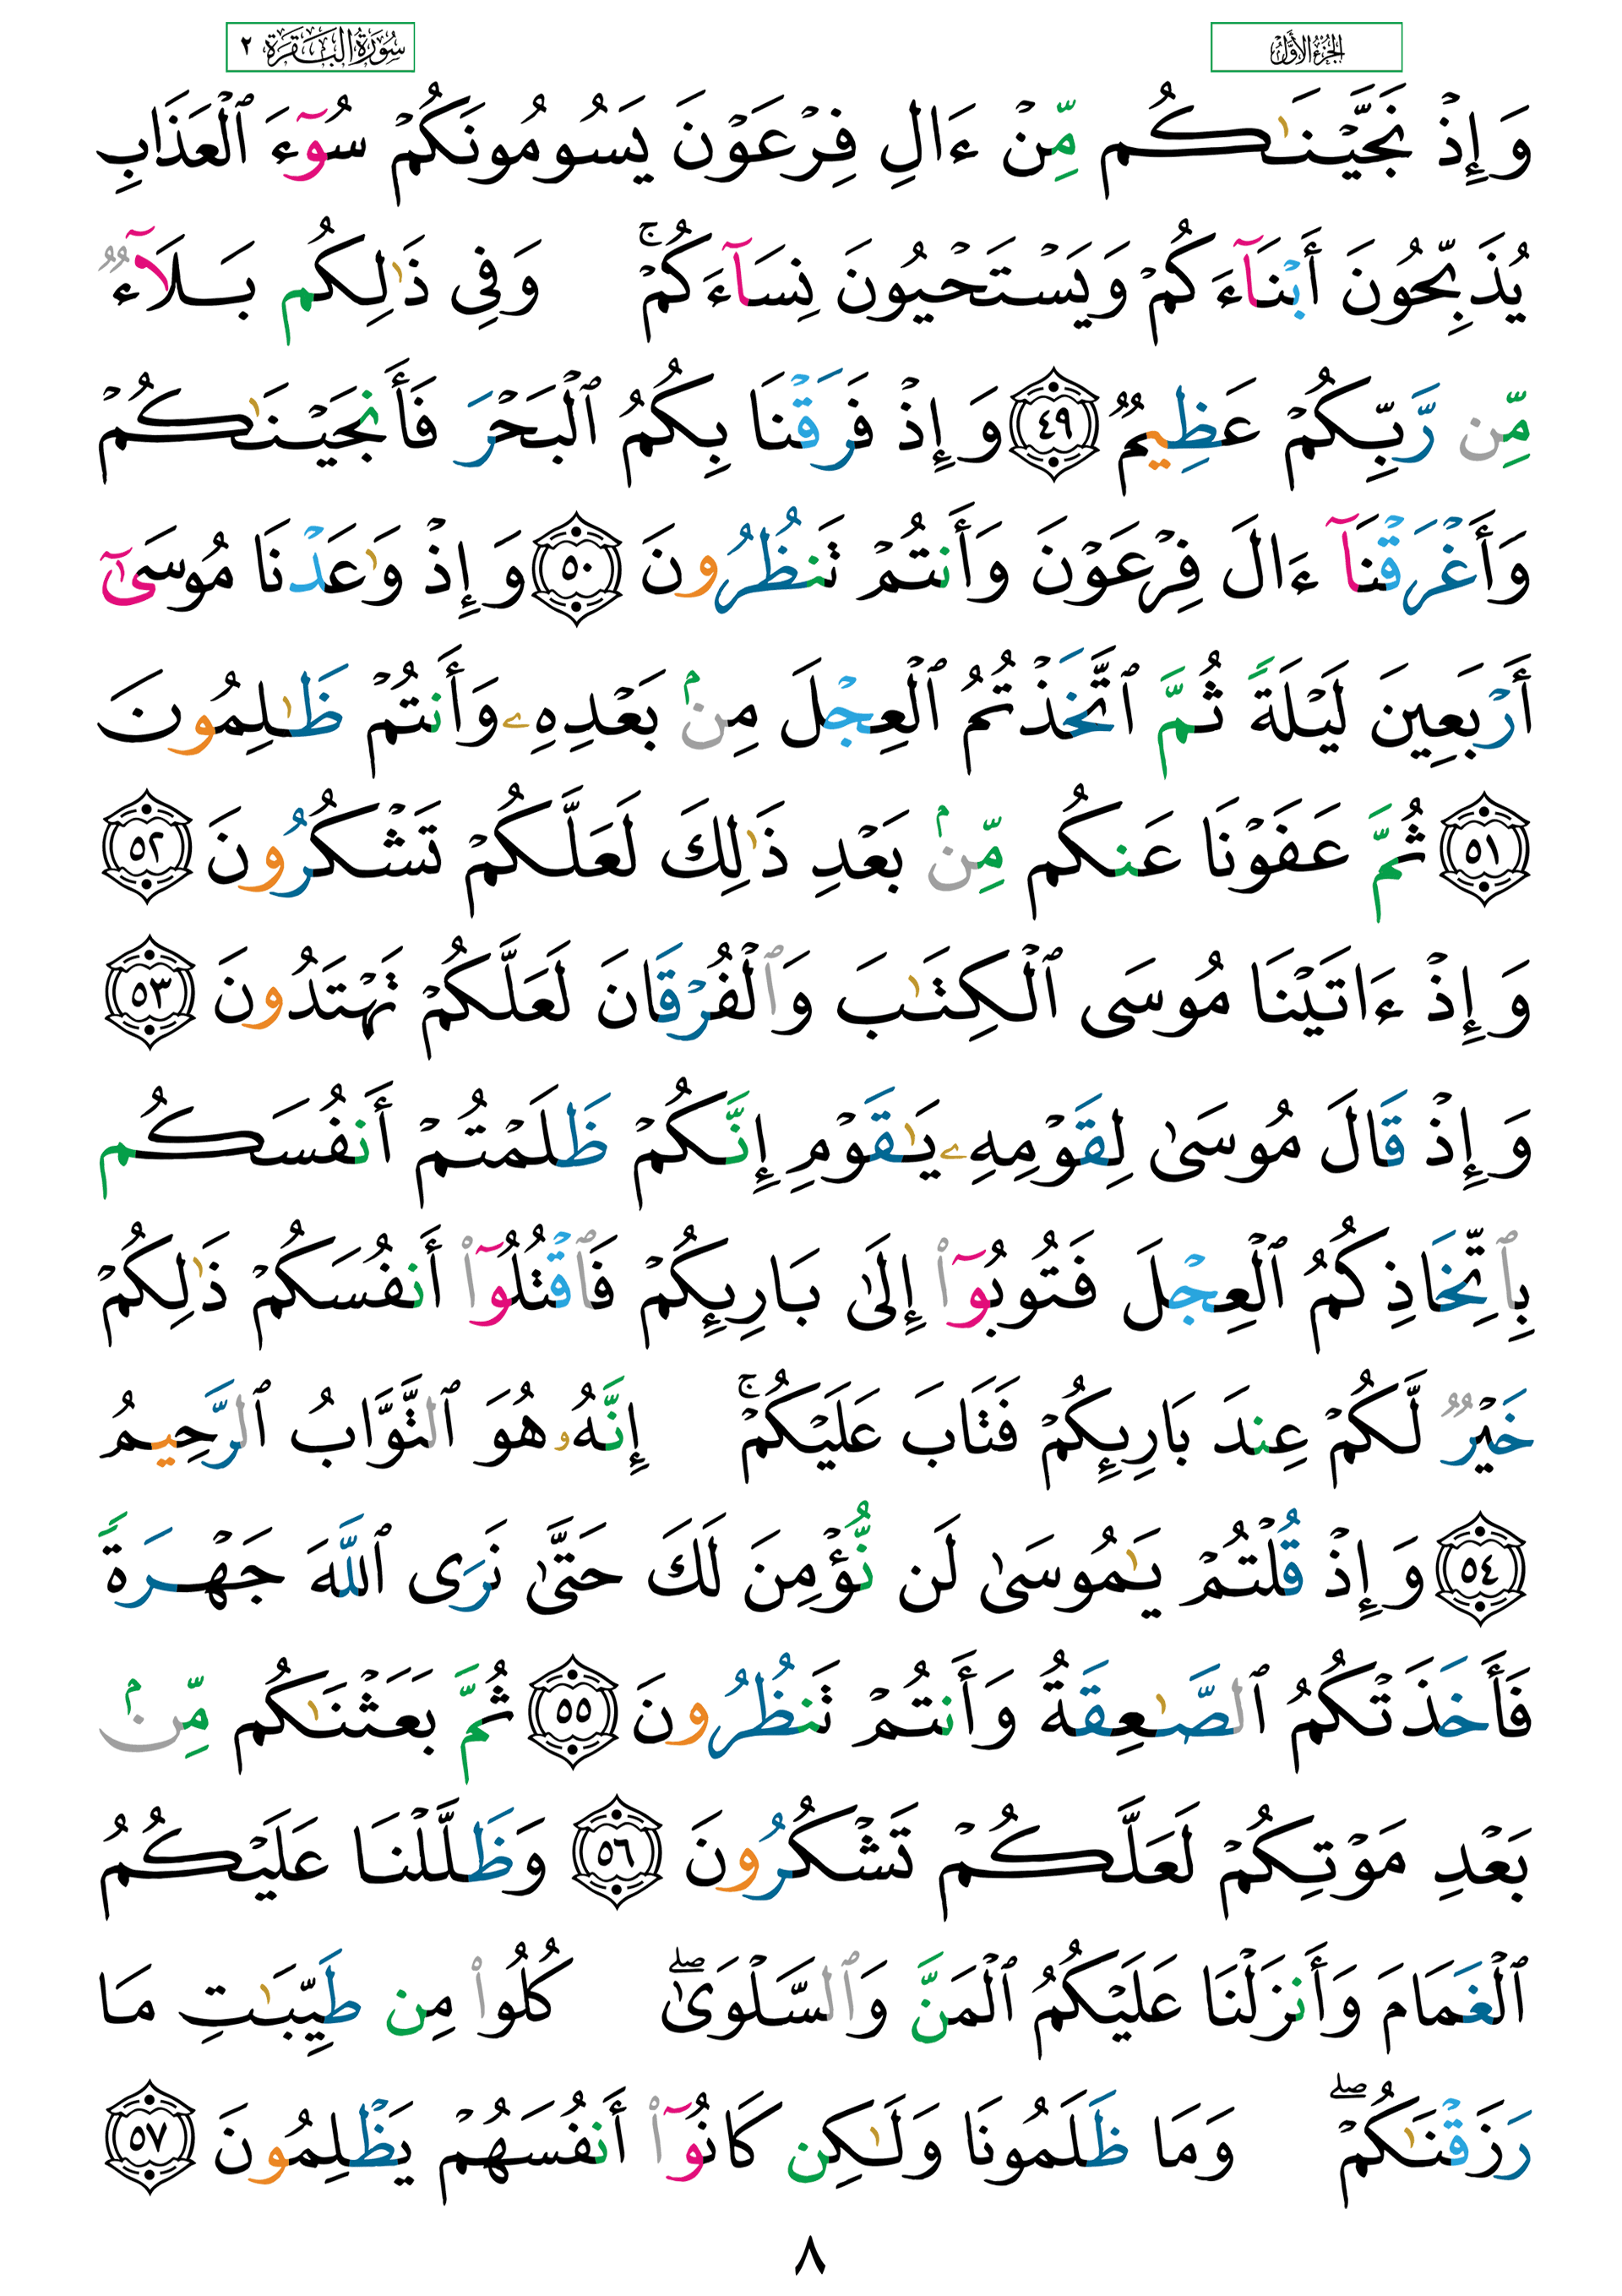 الجزء الأول
سورة البقرة ٢
وَإِذْ نَجَّيْنَـٰكُم مِّنْ ءَالِ فِرْعَوْنَ يَسُومُونَكُمْ سُوٓءَ ٱلْعَذَابِ
يُذَبِّحُونَ أَبْنَآءَكُمْ وَيَسْتَحْيُونَ نِسَآءَكُمْ ۚ وَفِى ذَٰلِكُم بَلَآءٌ
مِّن رَّبِّكُمْ عَظِيمٌ ٤٩ وَإِذْ فَرَقْنَا بِكُمُ ٱلْبَحْرَ فَأَنجَيْنَـٰكُمْ
وَأَغْرَقْنَآ ءَالَ فِرْعَوْنَ وَأَنتُمْ تَنظُرُونَ ٥٠ وَإِذْ وَٰعَدْنَا مُوسَىٰٓ
أَرْبَعِينَ لَيْلَةً ثُمَّ ٱتَّخَذْتُمُ ٱلْعِجْلَ مِنۢ بَعْدِهِۦ وَأَنتُمْ ظَـٰلِمُونَ
٥١ ثُمَّ عَفَوْنَا عَنكُم مِّنۢ بَعْدِ ذَٰلِكَ لَعَلَّكُمْ تَشْكُرُونَ ٥٢
وَإِذْ ءَاتَيْنَا مُوسَى ٱلْكِتَـٰبَ وَٱلْفُرْقَانَ لَعَلَّكُمْ تَهْتَدُونَ ٥٣
وَإِذْ قَالَ مُوسَىٰ لِقَوْمِهِۦ يَـٰقَوْمِ إِنَّكُمْ ظَلَمْتُمْ أَنفُسَكُم
بِٱتِّخَاذِكُمُ ٱلْعِجْلَ فَتُوبُوٓا۟ إِلَىٰ بَارِئِكُمْ فَٱقْتُلُوٓا۟ أَنفُسَكُمْ ذَٰلِكُمْ
خَيْرٌ لَّكُمْ عِندَ بَارِئِكُمْ فَتَابَ عَلَيْكُمْ ۚ إِنَّهُۥ هُوَ ٱلتَّوَّابُ ٱلرَّحِيمُ
٥٤ وَإِذْ قُلْتُمْ يَـٰمُوسَىٰ لَن نُّؤْمِنَ لَكَ حَتَّىٰ نَرَى ٱللَّهَ جَهْرَةً
فَأَخَذَتْكُمُ ٱلصَّـٰعِقَةُ وَأَنتُمْ تَنظُرُونَ ٥٥ ثُمَّ بَعَثْنَـٰكُم مِّنۢ
بَعْدِ مَوْتِكُمْ لَعَلَّكُمْ تَشْكُرُونَ ٥٦ وَظَلَّلْنَا عَلَيْكُمُ
ٱلْغَمَامَ وَأَنزَلْنَا عَلَيْكُمُ ٱلْمَنَّ وَٱلسَّلْوَىٰ ۖ كُلُوا۟ مِن طَيِّبَـٰتِ مَا
رَزَقْنَـٰكُمْ ۖ وَمَا ظَلَمُونَا وَلَـٰكِن كَانُوٓا۟ أَنفُسَهُمْ يَظْلِمُونَ ٥٧
٨